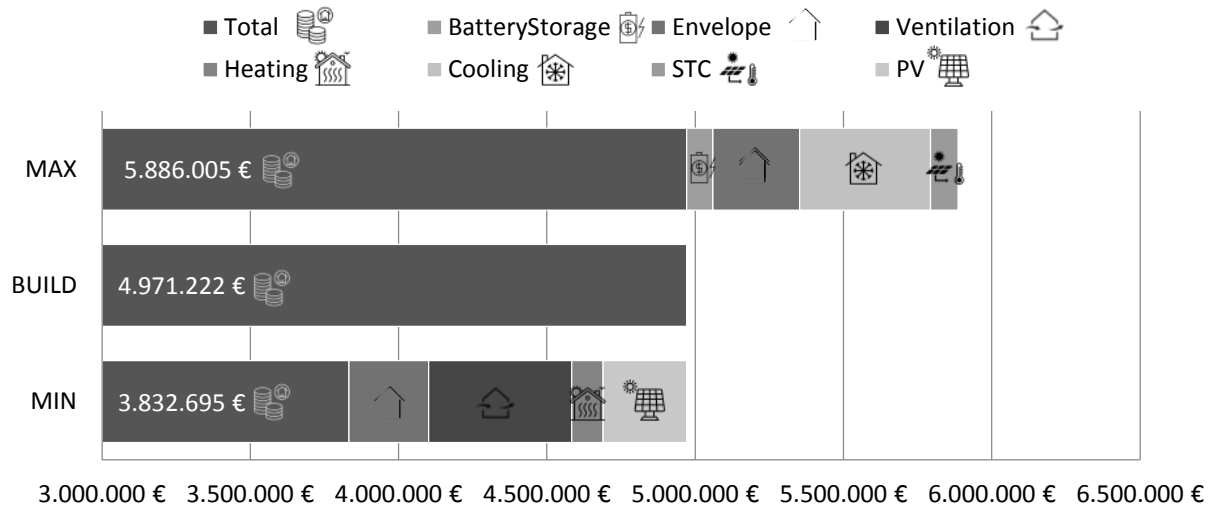 Total BatteryStorage Envelope Ventilation
Heating Cooling STC PV
MAX 5.886.005 €
BUILD 4.971.222 €
MIN 3.832.695 €
3.000.000 € 3.500.000 € 4.000.000 € 4.500.000 € 5.000.000 € 5.500.000 € 6.000.000 € 6.500.000 €